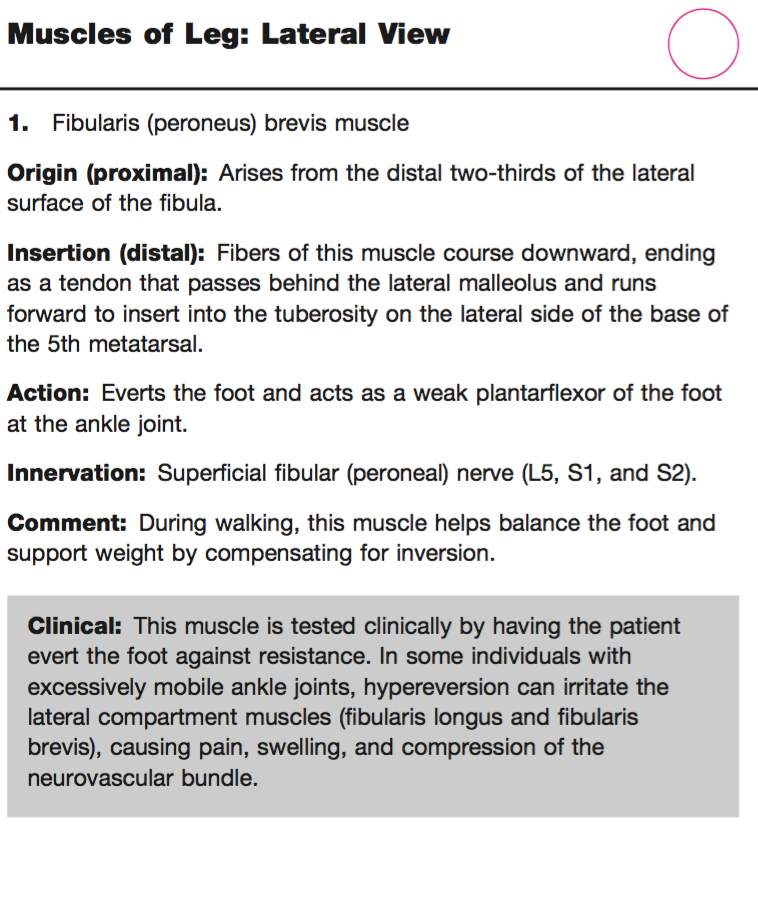 Muscles of Leg: Lateral View
1. Fibularis (peroneus) brevis muscle
Origin (proximal): Arises from the distal two-thirds of the lateral
surface of the fibula.
Insertion (distal): Fibers of this muscle course downward, ending
as a tendon that passes behind the lateral malleolus and runs
forward to insert into the tuberosity on the lateral side of the base of
the 5th metatarsal.
Action: Everts the foot and acts as a weak plantarflexor of the foot
at the ankle joint.
Innervation: Superficial fibular (peroneal) nerve (L5, S1, and S2).
Comment: During walking, this muscle helps balance the foot and
support weight by compensating for inversion.
Clinical: This muscle is tested clinically by having the patient
evert the foot against resistance. In some individuals with
excessively mobile ankle joints, hypereversion can irritate the
lateral compartment muscles (fibularis longus and fibularis
brevis), causing pain, swelling, and compression of the
neurovascular bundle.